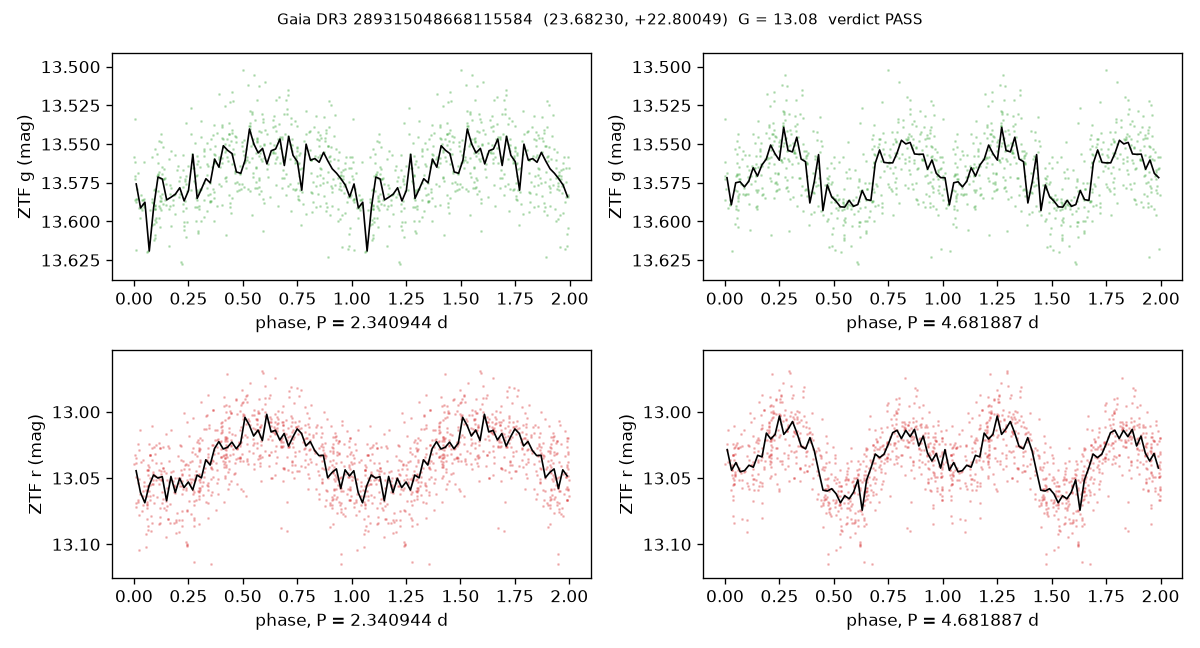 Gaia DR3 289315048668115584 (23.68230, +22.80049) G = 13.08 verdict PASS
ZTF g (mag)
13.500
13.525
13.550
13.575
13.600
13.625
0.00 0.25 0.50 0.75 1.00 1.25 1.50 1.75 2.00
phase, P = 2.340944 d
ZTF g (mag)
13.500
13.525
13.550
13.575
13.600
13.625
0.00 0.25 0.50 0.75 1.00 1.25 1.50 1.75 2.00
phase, P = 4.681887 d
ZTF r (mag)
13.00
13.05
13.10
0.00 0.25 0.50 0.75 1.00 1.25 1.50 1.75 2.00
phase, P = 2.340944 d
ZTF r (mag)
13.00
13.05
13.10
0.00 0.25 0.50 0.75 1.00 1.25 1.50 1.75 2.00
phase, P = 4.681887 d